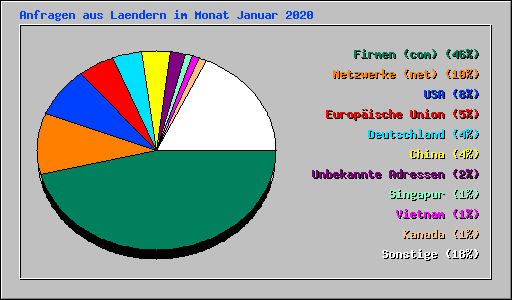 Anfragen aus Laendern im Monat Januar 2020
Firmen (com) (46%)
Netzwerke (net) (10%)
USA (8%)
Europäische Union (5%)
Deutschland (4%)
China (4%)
Unbekannte Adressen (2%)
Singapur (1%)
Vietnam (1%)
Kanada (1%)
Sonstige (18%)